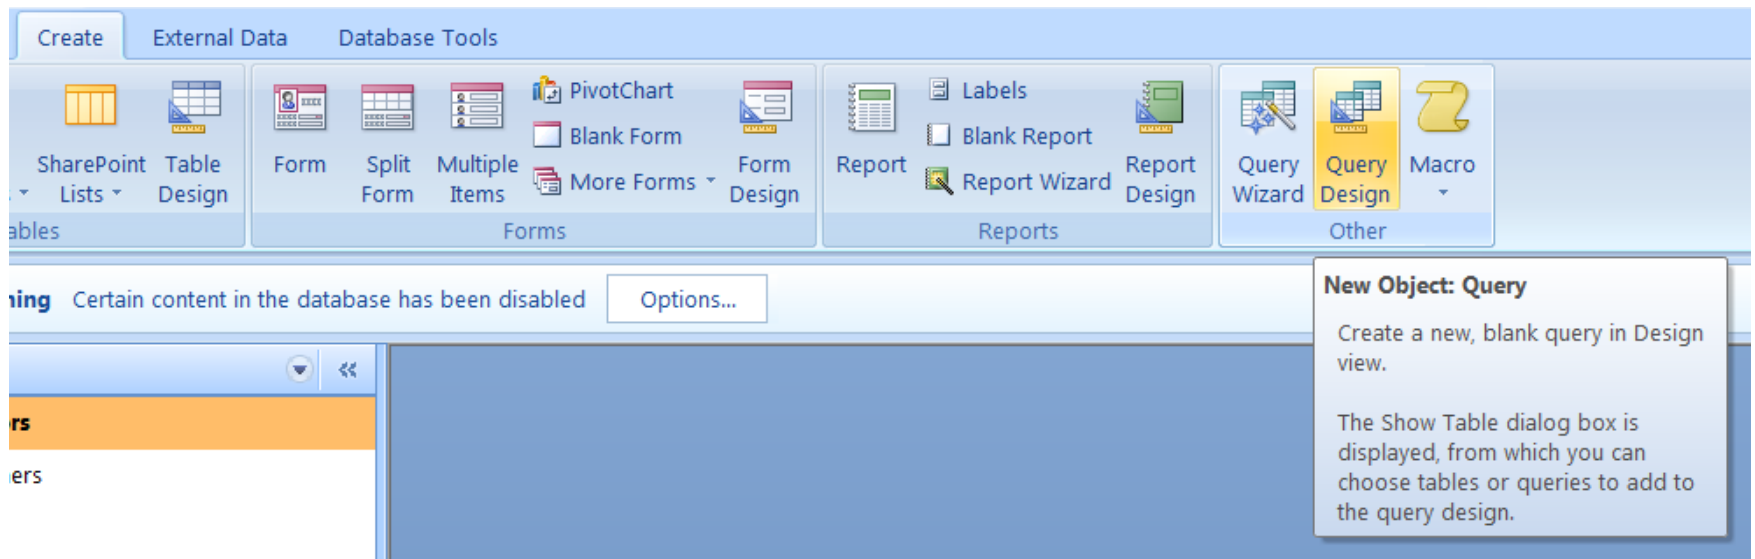 Create External Data Database Tools
PivotChart
Labels
Blank Form
Blank Report
SharePoint Table Form Split Multiple Form Report Report Query Query Macro
More Forms
Report Wizard
Lists Design Form Items Design Design Wizard Design
Forms Reports Other
Certain content in the database has been disabled Options...
New Object: Query
Create a new, blank query in Design
view.
The Show Table dialog box is
displayed, from which you can
choose tables or queries to add to
the query design.